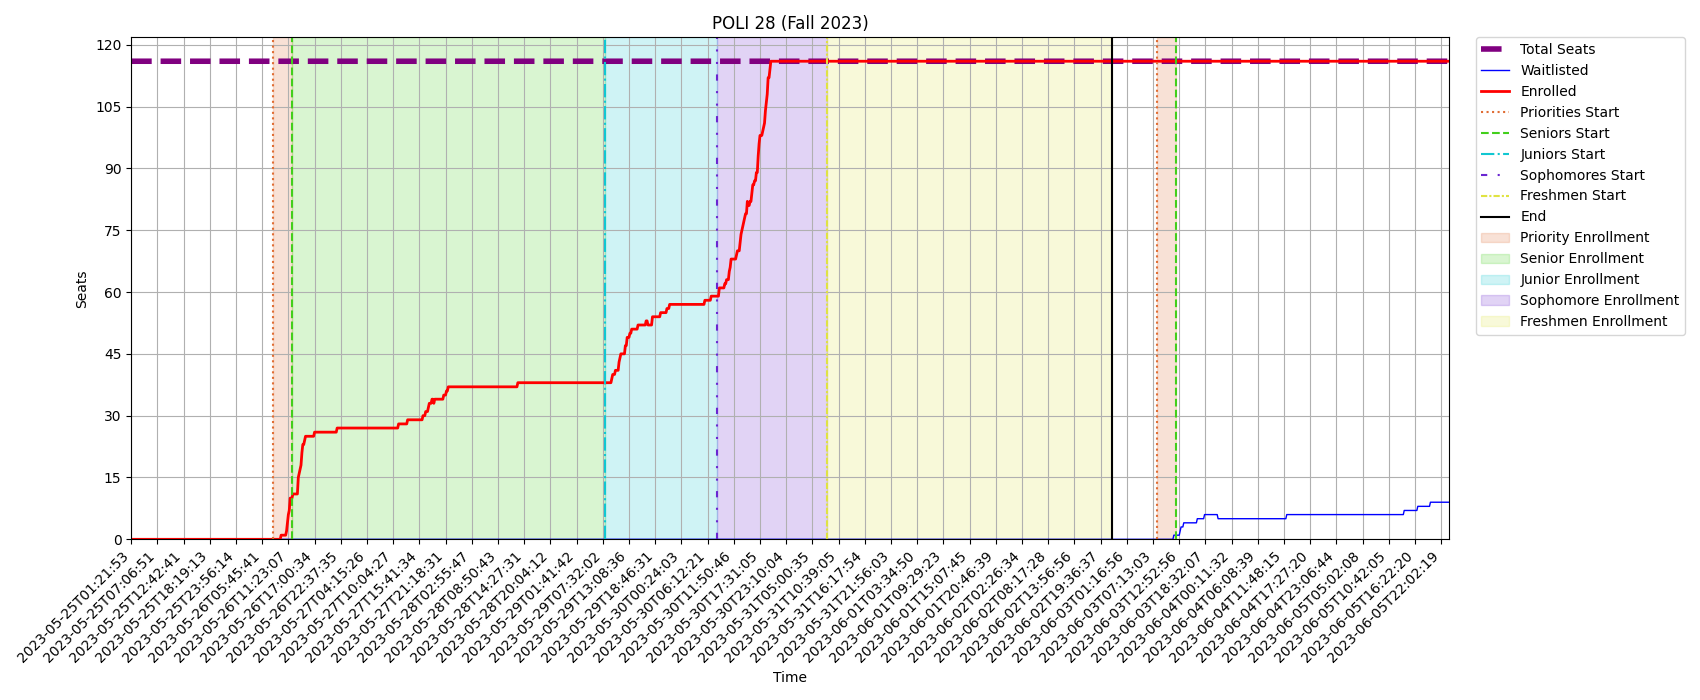 POLI 28 (Fall 2023)
120
105
90
75
60
45
30
15
0
Seats
2023-05-25T01:21:53
2023-05-25T07:06:51
2023-05-25T12:42:41
2023-05-25T18:19:13
2023-05-25T23:56:14
2023-05-26T05:45:41
2023-05-26T11:23:07
2023-05-26T17:00:34
2023-05-26T22:37:35
2023-05-27T04:15:26
2023-05-27T10:04:27
2023-05-27T15:41:34
2023-05-27T21:18:31
2023-05-28T02:55:47
2023-05-28T08:50:43
2023-05-28T14:27:31
2023-05-28T20:04:12
2023-05-29T01:41:42
2023-05-29T07:32:02
2023-05-29T13:08:36
2023-05-29T18:46:31
2023-05-30T00:24:03
2023-05-30T06:12:21
2023-05-30T11:50:46
2023-05-30T17:31:05
2023-05-30T23:10:04
2023-05-31T05:00:35
2023-05-31T10:39:05
2023-05-31T16:17:54
2023-05-31T21:56:03
2023-06-01T03:34:50
2023-06-01T09:29:23
2023-06-01T15:07:45
2023-06-01T20:46:39
2023-06-02T02:26:34
2023-06-02T08:17:28
2023-06-02T13:56:56
2023-06-02T19:36:37
2023-06-03T01:16:56
2023-06-03T07:13:03
2023-06-03T12:52:56
2023-06-03T18:32:07
2023-06-04T00:11:32
2023-06-04T06:08:39
2023-06-04T11:48:15
2023-06-04T17:27:20
2023-06-04T23:06:44
2023-06-05T05:02:08
2023-06-05T10:42:05
2023-06-05T16:22:20
2023-06-05T22:02:19
Time
Total Seats
Waitlisted
Enrolled
Priorities Start
Seniors Start
Juniors Start
Sophomores Start
Freshmen Start
End
Priority Enrollment
Senior Enrollment
Junior Enrollment
Sophomore Enrollment
Freshmen Enrollment